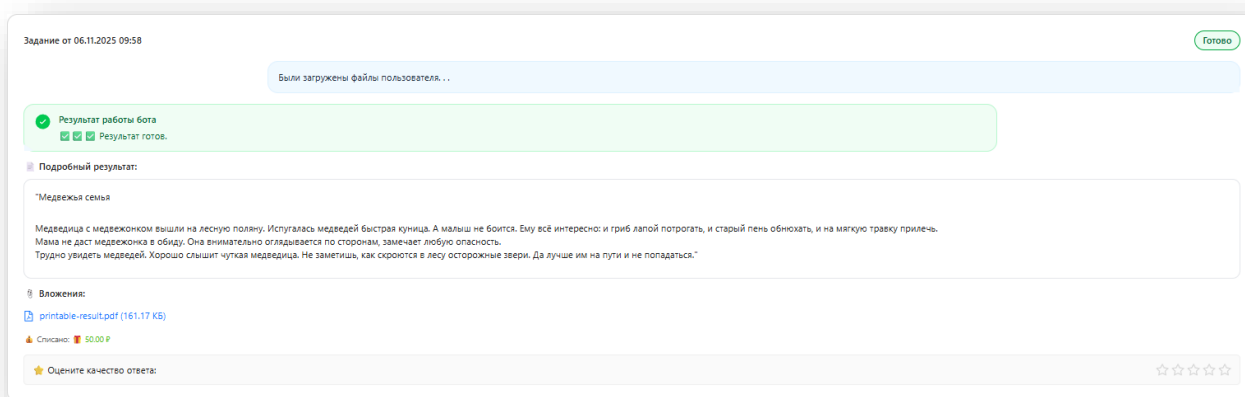 Задание от 06.11.2025 09:58
Готово
Были загружены файлы пользователя. . .
Результат работы бота
✅ ✅ ✅ Результат готов.
Подробный результат:
"Медвежья семья
Медведица с медвежонком вышли на лесную поляну. Испугалась медведей быстрая куница. А малыш не боится. Ему всё интересно: и гриб лапой потрогать, и старый пень обнюхать, и на мягкую травку прилечь.
Мама не даст медвежонка в обиду. Она внимательно оглядывается по сторонам, замечает любую опасность.
Трудно увидеть медведей. Хорошо слышит чуткая медведица. Не заметишь, как скроются в лесу осторожные звери. Да лучше им на пути и не попадаться."
Вложения:
printable-result.pdf (161.17 КБ)
Списано: 50.00 ₽
Оцените качество ответа: